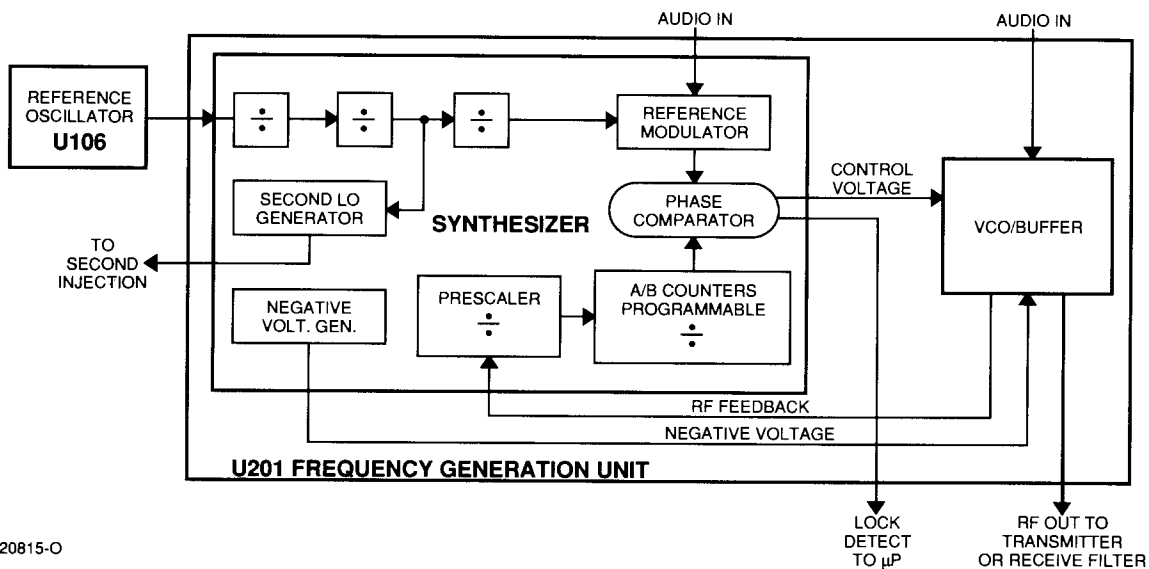 AUDIO IN
AUDIO IN
REFERENCE
OSCILLATOR
U106
÷
÷
÷
REFERENCE
MODULATOR
SECOND LO
GENERATOR
SYNTHESIZER
PHASE
COMPARATOR
CONTROL
VOLTAGE
VCO/BUFFER
TO
SECOND
INJECTION
NEGATIVE
VOLT. GEN.
PRESCALER
÷
A/B COUNTERS
PROGRAMMABLE
÷
RF FEEDBACK
NEGATIVE VOLTAGE
U201 FREQUENCY GENERATION UNIT
LOCK
DETECT
TO µP
RF OUT TO
TRANSMITTER
OR RECEIVE FILTER
20815-O